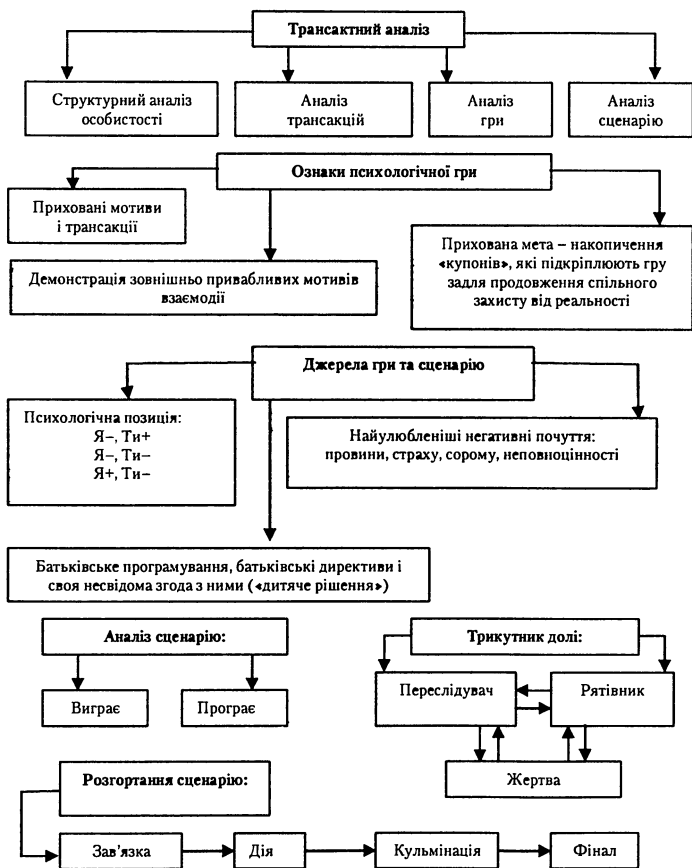 Трансактний аналіз
Структурний аналіз
особистості
Аналіз
трансакцій
Аналіз
гри
Аналіз
сценарію
Ознаки психологічної гри
Приховані мотиви
і трансакції
Демонстрація зовнішньо привабливих мотивів
взаємодії
Прихована мета – накопичення
«купонів», які підкріплюють гру
задля продовження спільного
захисту від реальності
Джерела гри та сценарію
Психологічна позиція:
Я–, Ти+
Я–, Ти–
Я+, Ти–
Найулюбленіші негативні почуття:
провини, страху, сорому, неповноцінності
Батьківське програмування, батьківські директиви і
своя несвідома згода з ними («дитяче рішення»)
Аналіз сценарію:
Виграє
Програє
Трикутник долі:
Переслідувач
Рятівник
Жертва
Розгортання сценарію:
Зав'язка
Дія
Кульмінація
Фінал